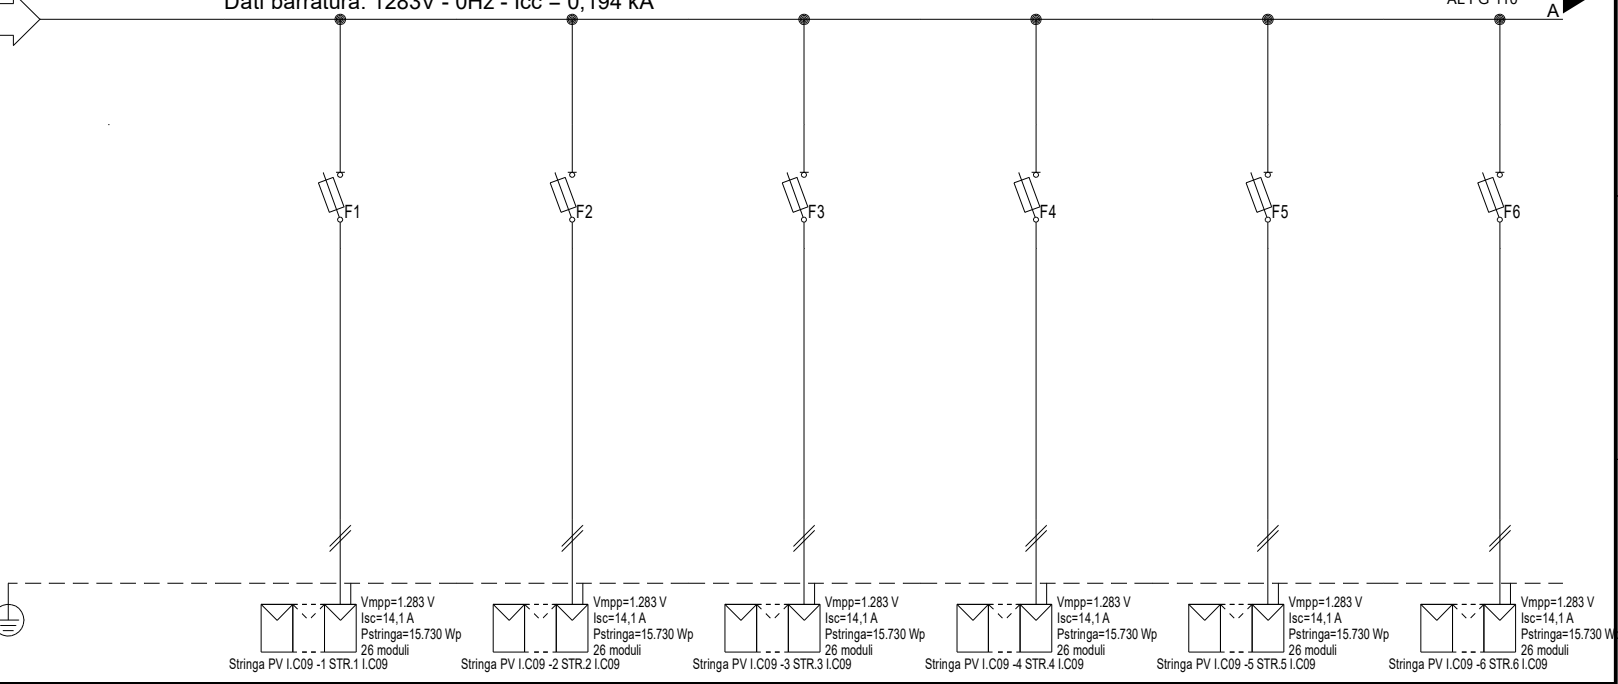 Dati barratura: 1283V - 0Hz - Icc = 0,194 kA
A
F1
F2
F3
F4
F5
F6
Vmpp=1.283 V
Isc=14,1 A
Pstringa=15.730 Wp
26 moduli
Stringa PV I.C09 -1 STR.1 I.C09
Vmpp=1.283 V
Isc=14,1 A
Pstringa=15.730 Wp
26 moduli
Stringa PV I.C09 -2 STR.2 I.C09
Vmpp=1.283 V
Isc=14,1 A
Pstringa=15.730 Wp
26 moduli
Stringa PV I.C09 -3 STR.3 I.C09
Vmpp=1.283 V
Isc=14,1 A
Pstringa=15.730 Wp
26 moduli
Stringa PV I.C09 -4 STR.4 I.C09
Vmpp=1.283 V
Isc=14,1 A
Pstringa=15.730 Wp
26 moduli
Stringa PV I.C09 -5 STR.5 I.C09
Vmpp=1.283 V
Isc=14,1 A
Pstringa=15.730 W
26 moduli
Stringa PV I.C09 -6 STR.6 I.C09